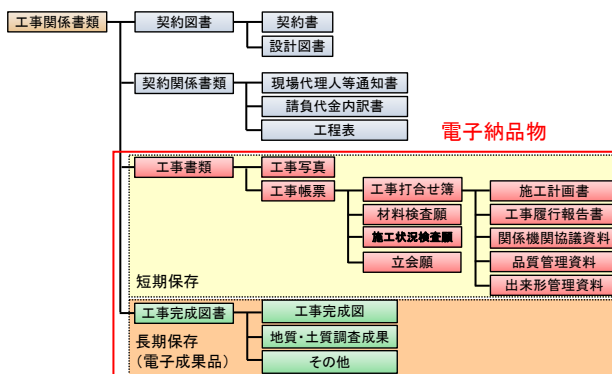 工事関係書類
契約図書
契約書
設計図書
契約関係書類
現場代理人等通知書
請負代金内訳書
工程表
電子納品物
工事書類
工事写真
工事帳票
工事打合せ簿
施工計画書
材料検査願
工事履行報告書
施工状況検査願
関係機関協議資料
立会願
品質管理資料
出来形管理資料
短期保存
工事完成図書
工事完成図
地質・土質調査成果
その他
長期保存
（電子成果品）